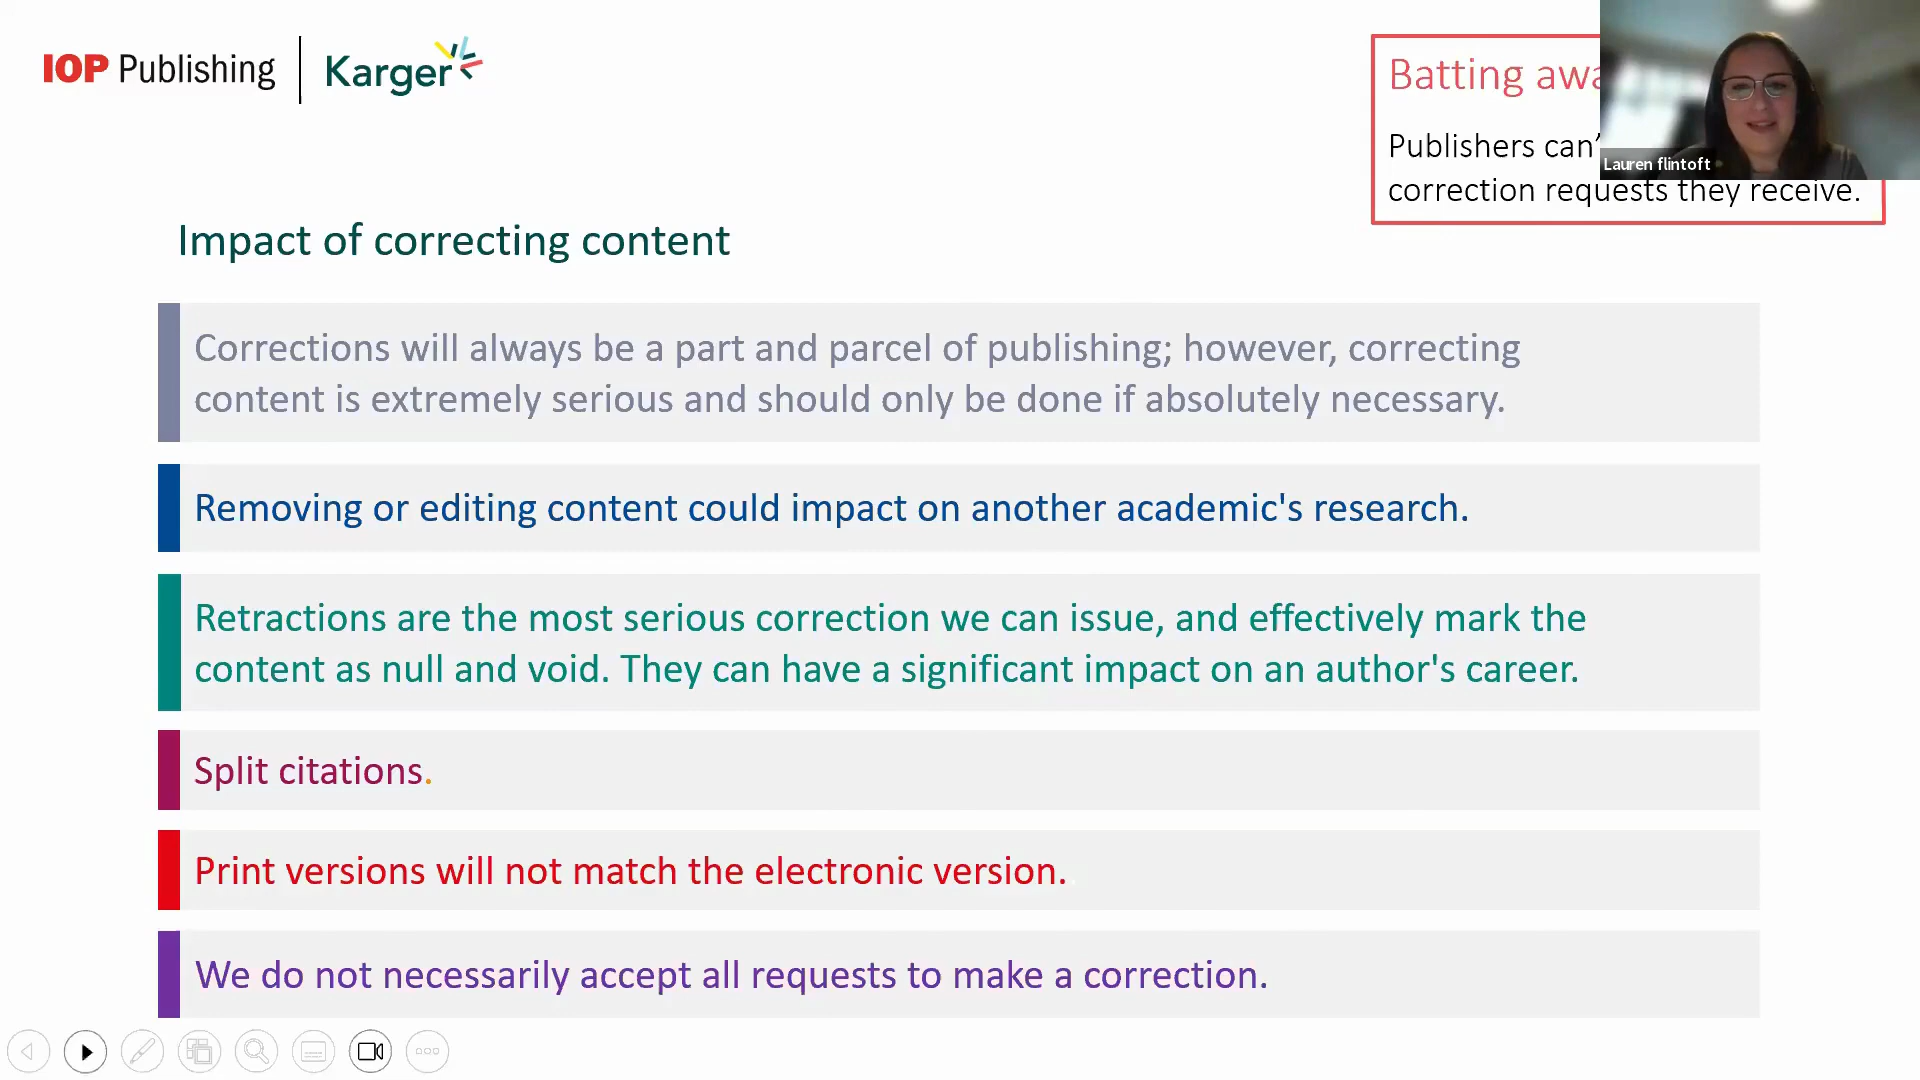 IOP Publishing
Karger
Batting
Publishers can'
correction requests they receive.
Lauren flintoft
Impact of correcting content
Corrections will always be a part and parcel of publishing; however, correcting
content is extremely serious and should only be done if absolutely necessary.
Removing or editing content could impact on another academic's research.
Retractions are the most serious correction we can issue, and effectively mark the
content as null and void. They can have a significant impact on an author's career.
Split citations.
Print versions will not match the electronic version.
We do not necessarily accept all requests to make a correction.